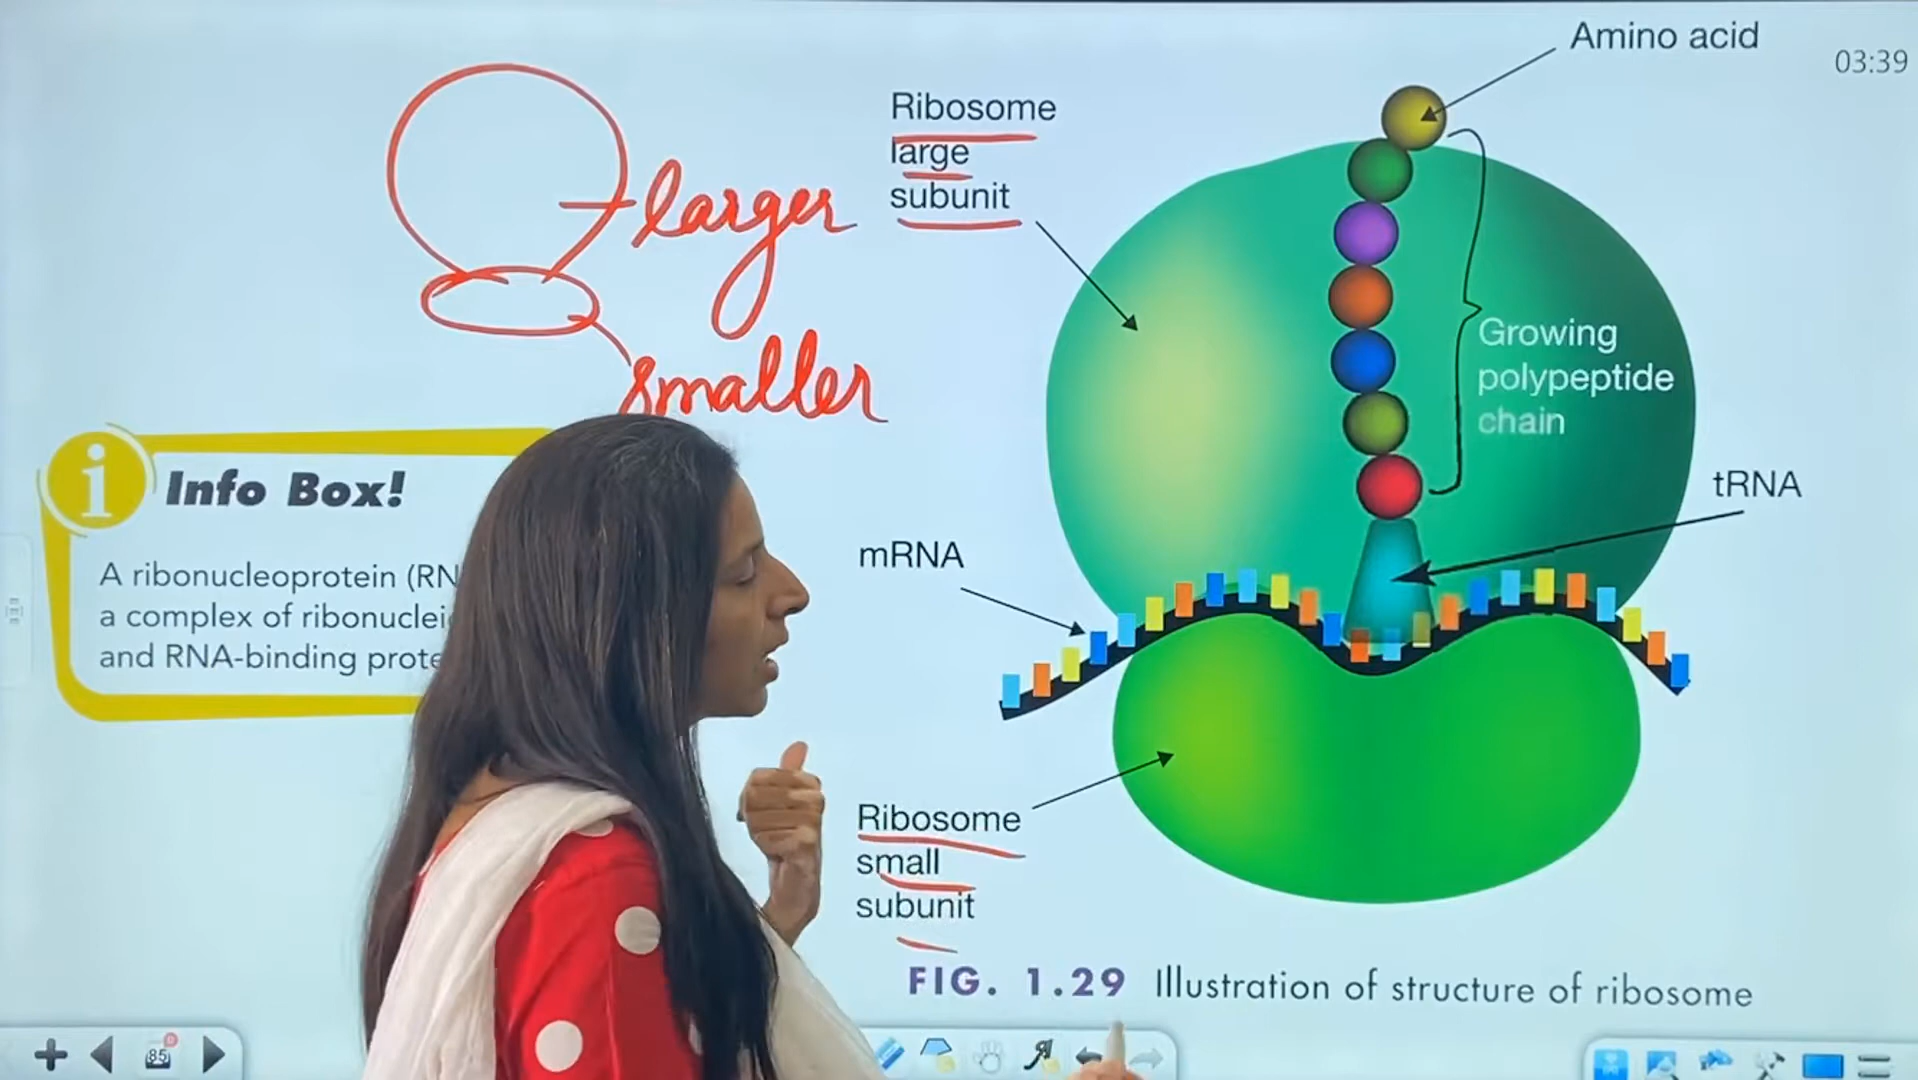 Amino acid
03:39
Ribosome
large
subunit
larger
smaller
Growing
polypeptide
chain
tRNA
mRNA
i
Info Box!
A ribonucleoprotein (RN
a complex of ribonuclei
and RNA-binding prote
Ribosome
small
subunit
FIG. 1.29 Illustration of structure of ribosome
85